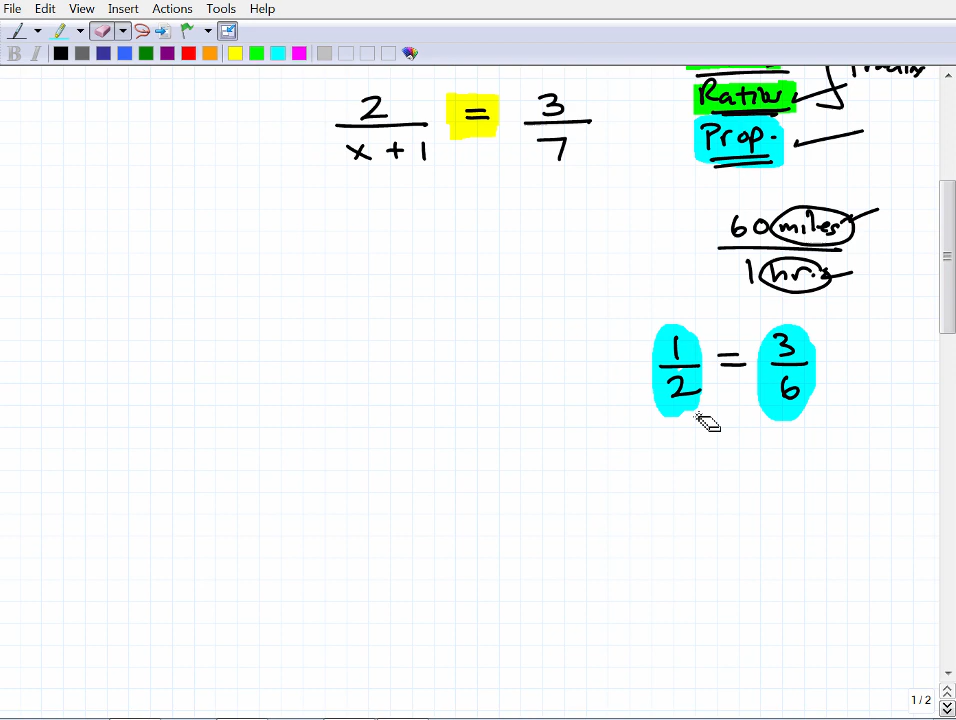 File Edit View Insert Actions Tools Help
B I
Ratios
Prop.
2/(x + 1) = 3/7
60 miles
1 hr.
1/2 = 3/6
1 / 2